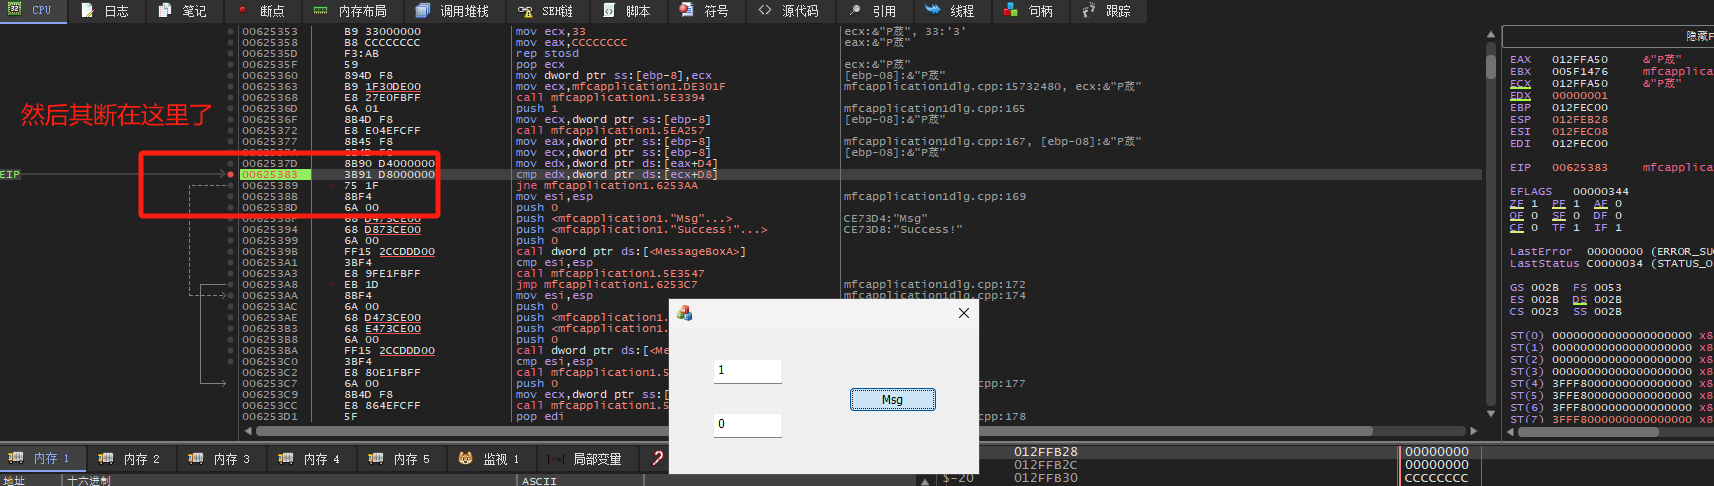 CPU 日志 笔记 断点 内存布局 调用堆栈 SEH链 脚本 符号 源代码 引用 线程 句柄 跟踪
00625353 B9 33000000 mov ecx,33 ecx:&"P荿", 33:'3'
00625358 B8 CCCCCCCC mov eax,CCCCCCCC eax:&"P荿"
0062535D F3:AB rep stosd
0062535F 59 pop ecx ecx:&"P荿"
00625360 894D F8 mov dword ptr ss:[ebp-8],ecx [ebp-08]:&"P荿"
00625363 B9 1F30DE00 mov ecx,mfcapplication1.DE301F mfcapplication1dlg.cpp:15732480, ecx:&"P荿"
00625368 E8 27E0FBFF call mfcapplication1.5E3394
0062536D 6A 01 push 1 mfcapplication1dlg.cpp:165
0062536F 8B4D F8 mov ecx,dword ptr ss:[ebp-8] [ebp-08]:&"P荿"
00625372 E8 E04EFCFF call mfcapplication1.5EA257
00625377 8B45 F8 mov eax,dword ptr ss:[ebp-8] mfcapplication1dlg.cpp:167, [ebp-08]:&"P荿"
mov ecx,dword ptr ss:[ebp-8] [ebp-08]:&"P荿"
0062537D 8B90 D4000000 mov edx,dword ptr ds:[eax+D4]
EIP 00625383 3B91 D8000000 cmp edx,dword ptr ds:[ecx+D8]
00625389 75 1F jne mfcapplication1.6253AA
0062538B 8BF4 mov esi,esp mfcapplication1dlg.cpp:169
0062538D 6A 00 push 0
0062538F 68 D473CE00 push <mfcapplication1."Msg"...> CE73D4:"Msg"
00625394 68 D873CE00 push <mfcapplication1."Success!"...> CE73D8:"Success!"
00625399 6A 00 push 0
0062539B FF15 2CCDDD00 call dword ptr ds:[<MessageBoxA>]
006253A1 3BF4 cmp esi,esp
006253A3 E8 9FE1FBFF call mfcapplication1.5E3547
006253A8 EB 1D jmp mfcapplication1.6253C7 mfcapplication1dlg.cpp:172
006253AA 8BF4 mov esi,esp mfcapplication1dlg.cpp:174
006253AC 6A 00 push 0
006253AE 68 D473CE00 push <mfcapplication1.
006253B3 68 E473CE00 push <mfcapplication1.
006253B8 6A 00 push 0
006253BA FF15 2CCDDD00 call dword ptr ds:[<Me
006253C0 3BF4 cmp esi,esp
006253C2 E8 80E1FBFF call mfcapplication1.5
006253C7 6A 00 push 0 g.cpp:177
006253C9 8B4D F8 mov ecx,dword ptr ss:[
006253CC E8 864EFCFF call mfcapplication1.5
006253D1 5F pop edi g.cpp:178
然后其断在这里了
1
Msg
0
隐藏F
EAX 012FFA50 &"P荿"
EBX 005F1476 mfcapplica
ECX 012FFA50 &"P荿"
EDX 00000001
EBP 012FEC00
ESP 012FEB28
ESI 012FEC08
EDI 012FEC00
EIP 00625383 mfcapplica
EFLAGS 00000344
ZF 1 PF 1 AF 0
OF 0 SF 0 DF 0
CF 0 TF 1 IF 1
LastError 00000000 (ERROR_SUC
LastStatus C0000034 (STATUS_O
GS 002B FS 0053
ES 002B DS 002B
CS 0023 SS 002B
ST(0) 00000000000000000000 x8
ST(1) 00000000000000000000 x8
ST(2) 00000000000000000000 x8
ST(3) 00000000000000000000 x8
ST(4) 3FFF8000000000000000 x8
ST(5) 3FFE8000000000000000 x8
ST(6) 3FFF8000000000000000 x8
ST(7) 3FFF8000000000000000 x8
内存 1 内存 2 内存 3 内存 4 内存 5 监视 1 局部变量
地址 十六进制 ASCII
012FFB28 00000000
012FFB2C 00000000
$-20 012FFB30 CCCCCCCC